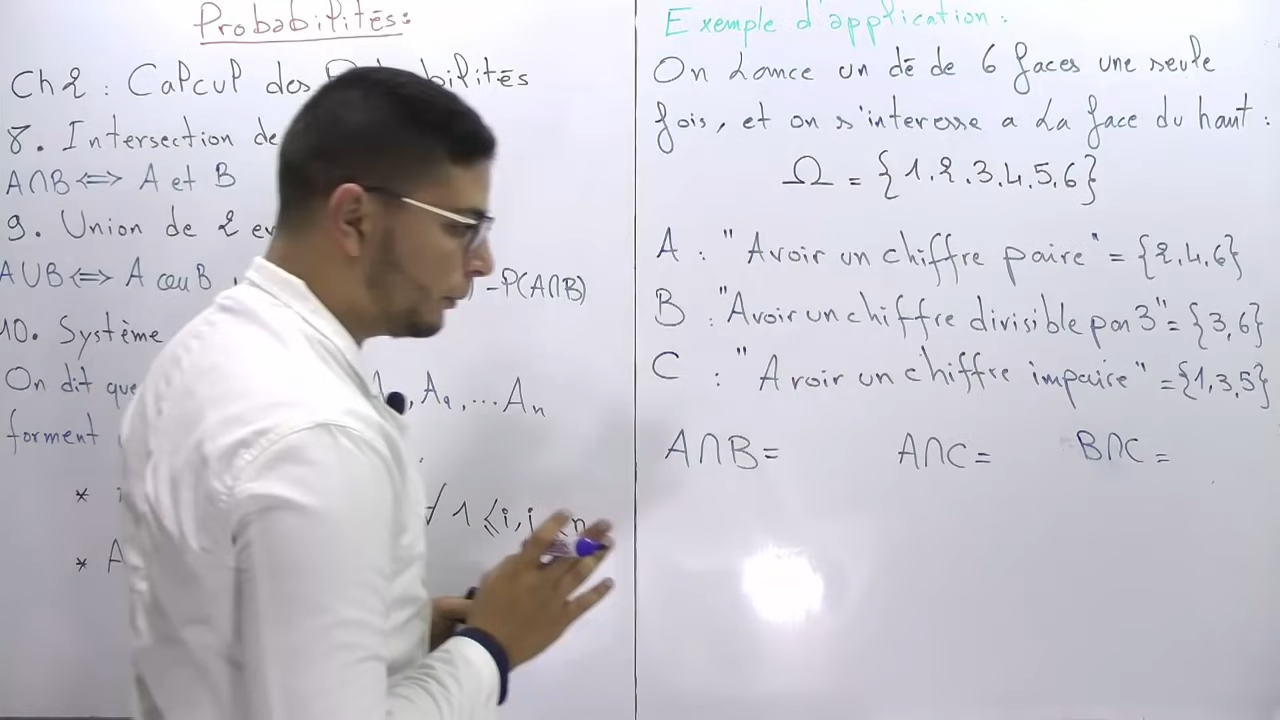 Probabilités:
Ch2 : Calcul des Probabilités
8. Intersection de
A∩B ⟺ A et B
9. Union de 2
A∪B ⟺ A ou B -P(A∩B)
10. Système
On dit que , A₂, ... Aₙ
forment
*
∀ 1 ⩽ i,j n
* A
Exemple d'application :
On Lance un dé de 6 faces une seule
fois, et on s'interesse a La face du haut :
Ω = {1.2.3.4.5.6}
A : "Avoir un chiffre paire" = {2.4.6}
B : "Avoir un chiffre divisible par 3" = {3,6}
C : "Avoir un chiffre impaire" = {1,3,5}
A∩B = A∩C = B∩C =